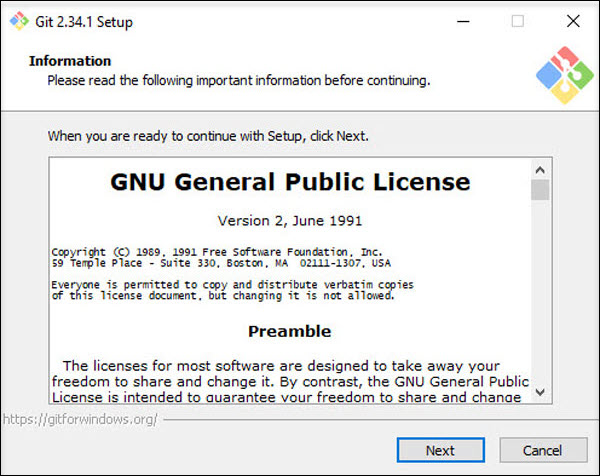 Git 2.34.1 Setup
Information
Please read the following important information before continuing.
When you are ready to continue with Setup, click Next.
GNU General Public License
Version 2, June 1991
Copyright (C) 1989, 1991 Free Software Foundation, Inc.
59 Temple Place - Suite 330, Boston, MA  02111-1307, USA
Everyone is permitted to copy and distribute verbatim copies
of this license document, but changing it is not allowed.
Preamble
The licenses for most software are designed to take away your
freedom to share and change it. By contrast, the GNU General Public
License is intended to guarantee your freedom to share and change
https://gitforwindows.org/
Next
Cancel